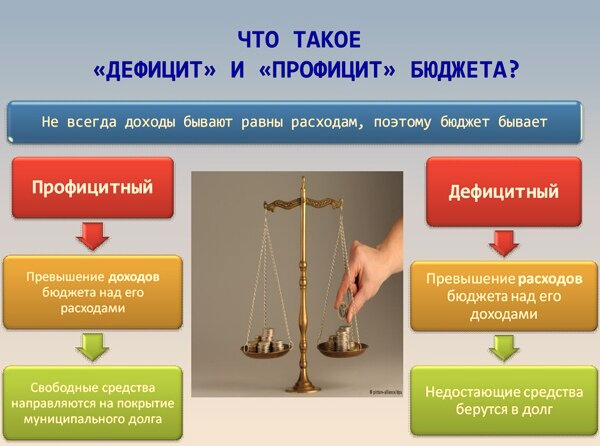 ЧТО ТАКОЕ
«ДЕФИЦИТ» И «ПРОФИЦИТ» БЮДЖЕТА?
Не всегда доходы бывают равны расходам, поэтому бюджет бывает
Профицитный
Превышение доходов
бюджета над его
расходами
Свободные средства
направляются на покрытие
муниципального долга
Дефицитный
Превышение расходов
бюджета над его
доходами
Недостающие средства
берутся в долг